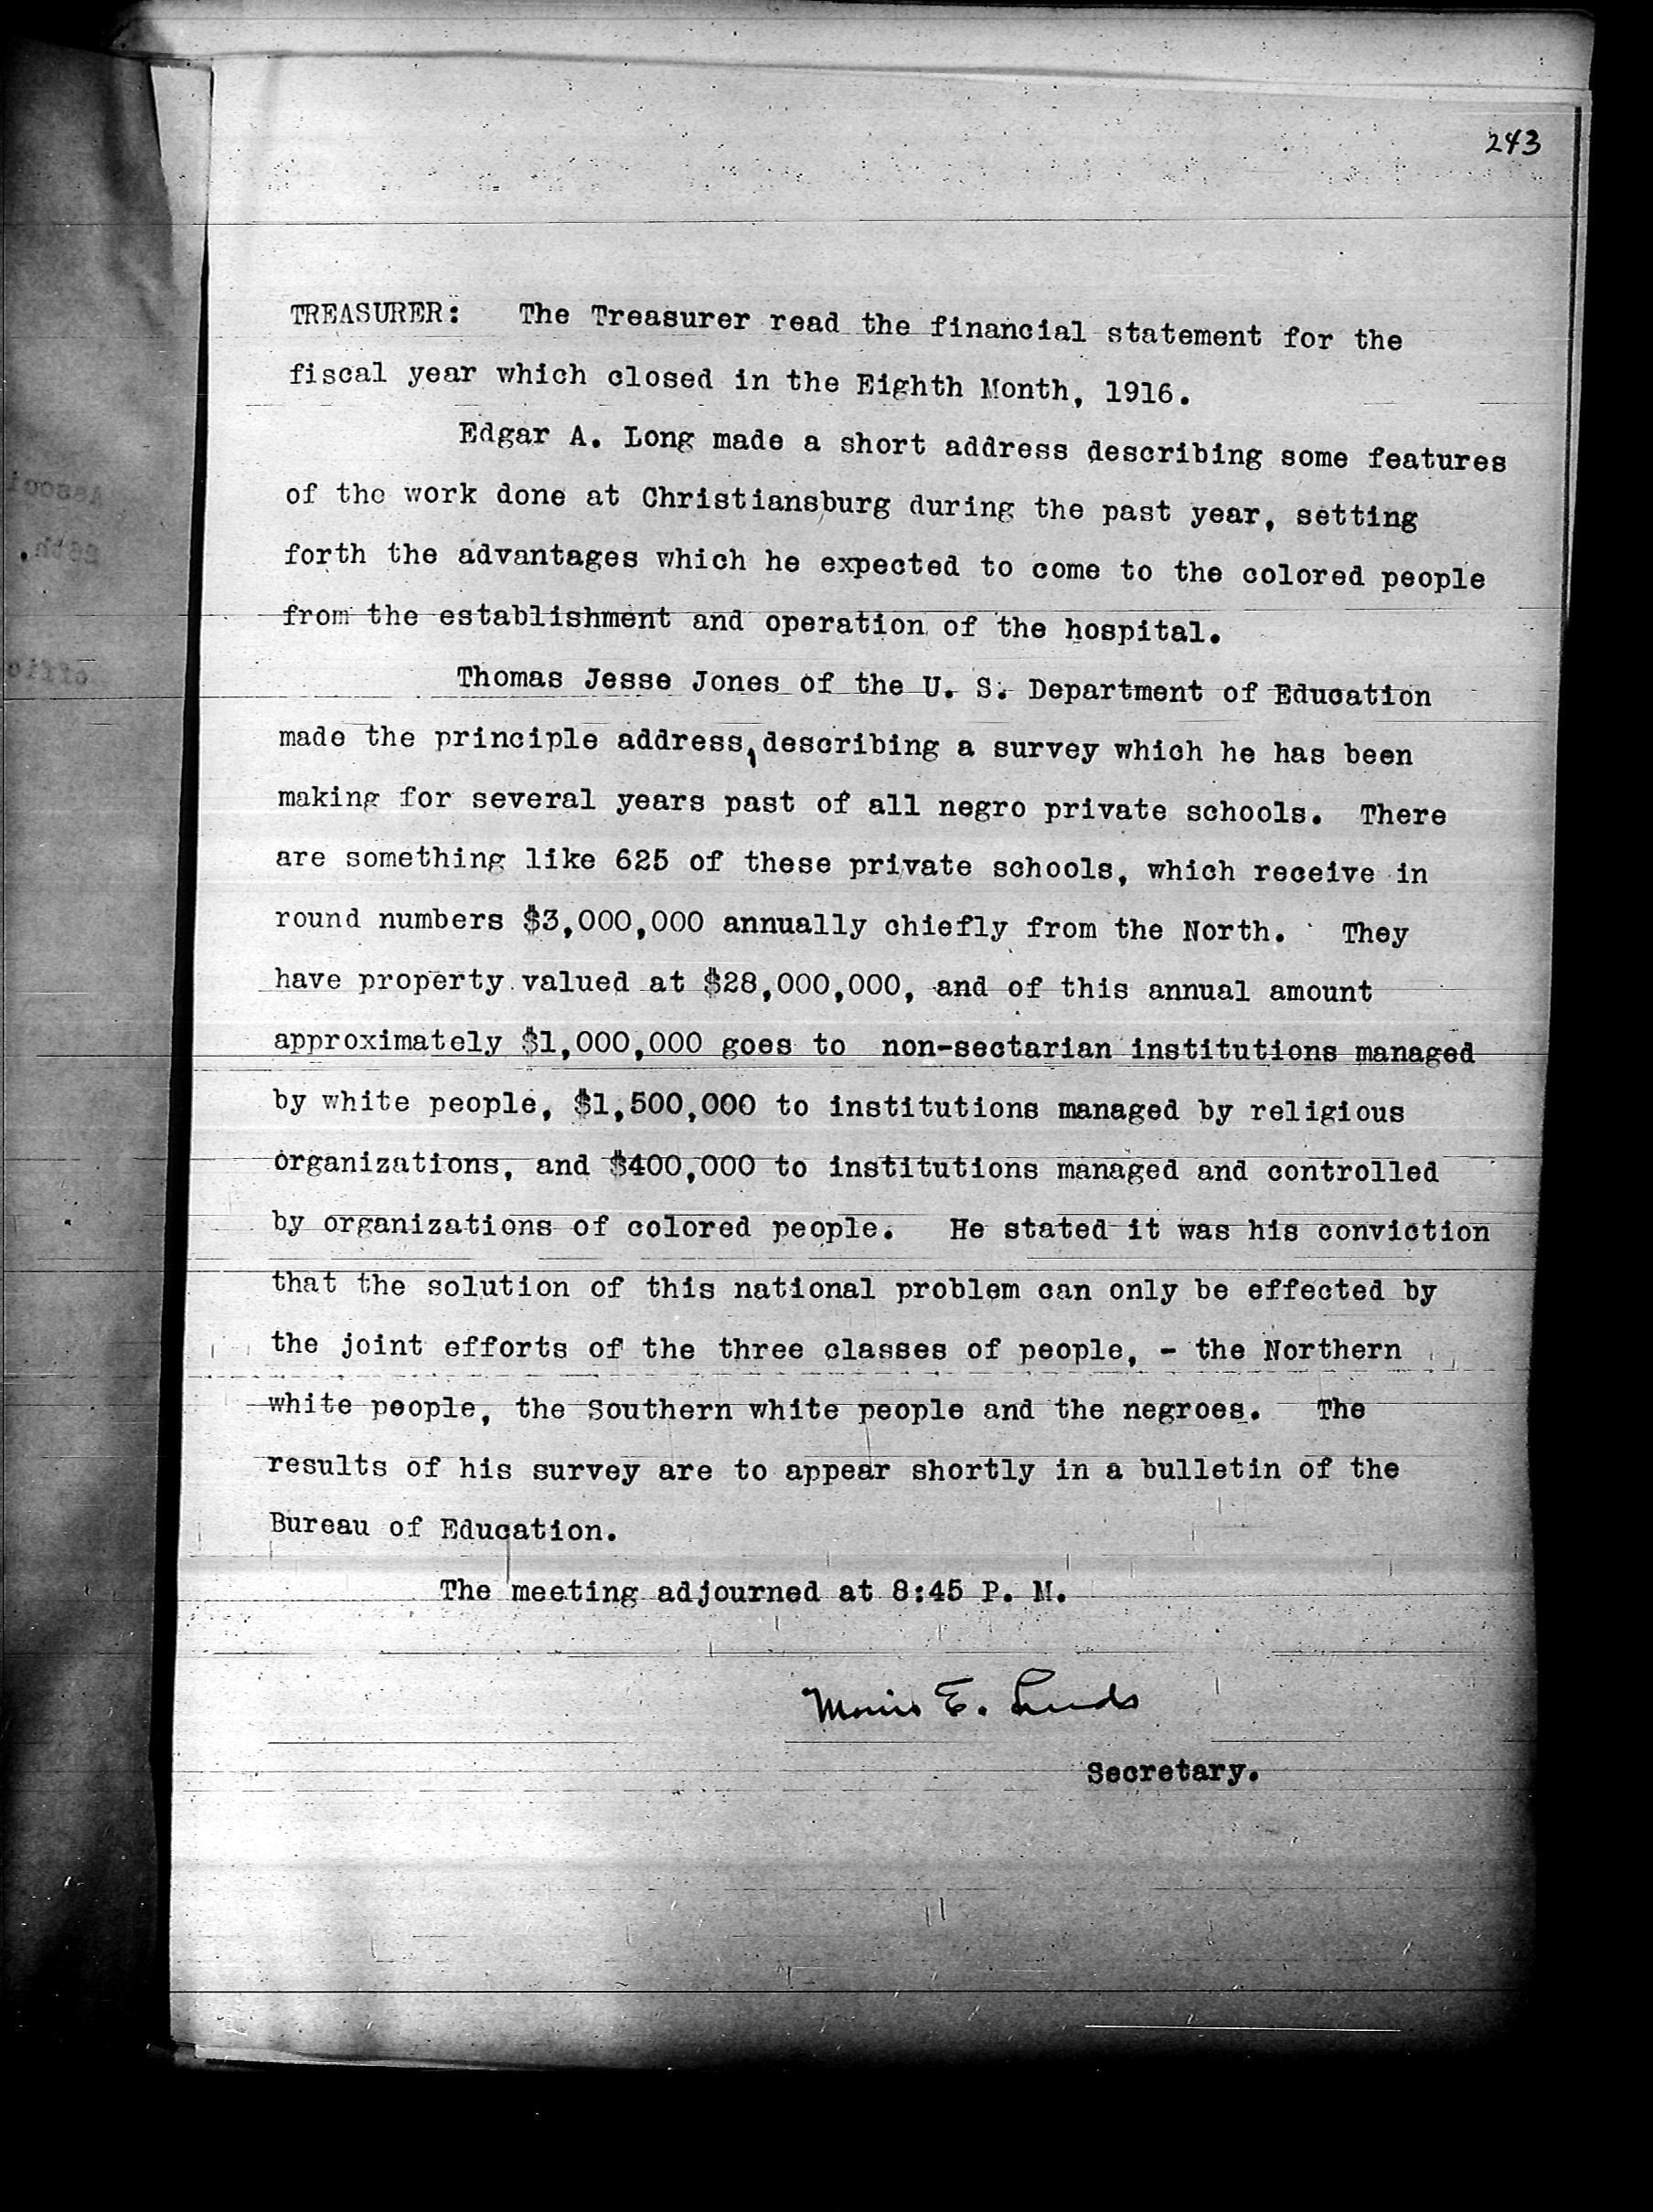 243
TREASURER: The Treasurer read the financial statement for the
fiscal year which closed in the Eighth Month, 1916.
Edgar A. Long made a short address describing some features
of the work done at Christiansburg during the past year, setting
forth the advantages which he expected to come to the colored people
from the establishment and operation of the hospital.
Thomas Jesse Jones of the U. S. Department of Education
made the principle address, describing a survey which he has been
making for several years past of all negro private schools. There
are something like 625 of these private schools, which receive in
round numbers $3,000,000 annually chiefly from the North. They
have property valued at $28,000,000, and of this annual amount
approximately $1,000,000 goes to non-sectarian institutions managed
by white people, $1,500,000 to institutions managed by religious
organizations, and $400,000 to institutions managed and controlled
by organizations of colored people. He stated it was his conviction
that the solution of this national problem can only be effected by
the joint efforts of the three classes of people, - the Northern
white people, the Southern white people and the negroes. The
results of his survey are to appear shortly in a bulletin of the
Bureau of Education.
The meeting adjourned at 8:45 P. M.
Morris E. Leeds
Secretary.